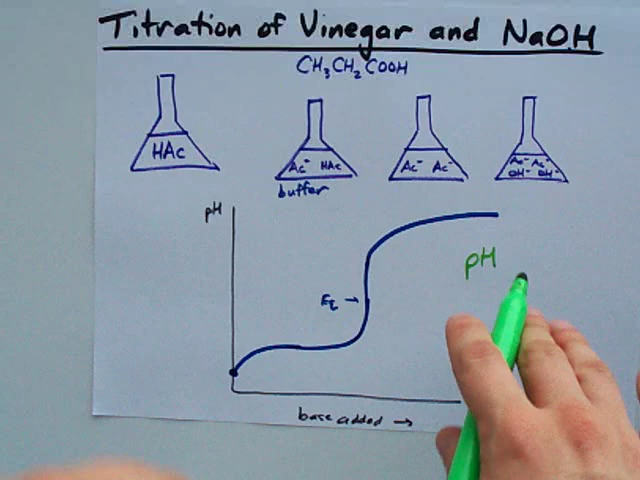 Titration of Vinegar and NaOH
CH₃CH₂COOH
HAc
Ac⁻ HAc
buffer
Ac⁻ Ac⁻
Ac⁻ Ac⁻
OH⁻ OH⁻
pH
Eq →
pH
base added →